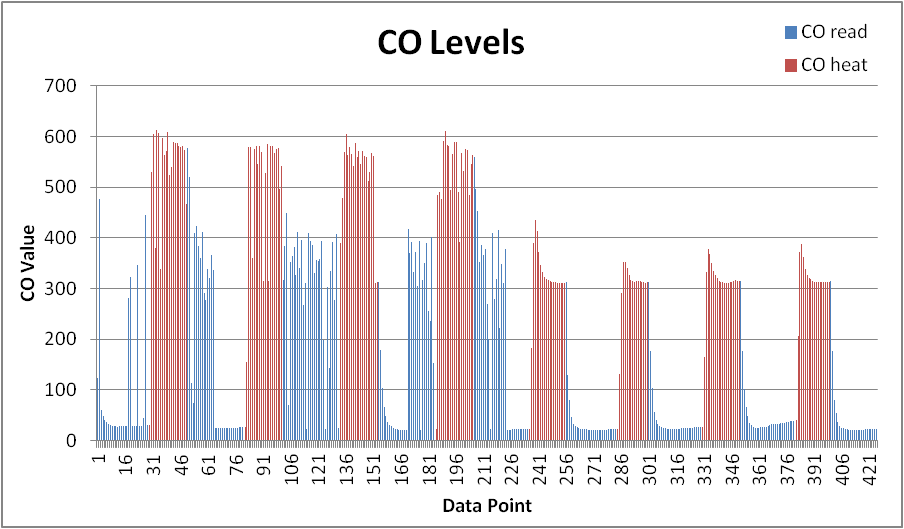 CO Levels
CO read
CO heat
700
600
500
400
300
200
100
0
CO Value
1 16 31 46 61 76 91 106 121 136 151 166 181 196 211 226 241 256 271 286 301 316 331 346 361 376 391 406 421
Data Point